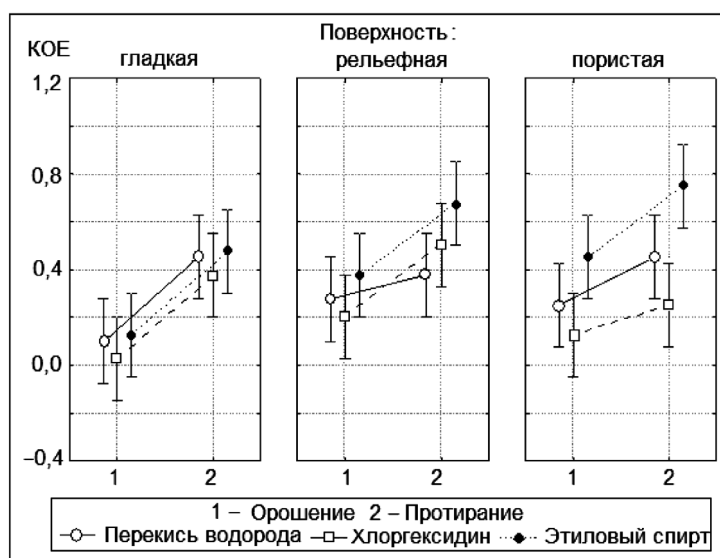 Поверхность:
КОЕ
гладкая рельефная пористая
1,2
0,8
0,4
0,0
–0,4
1 2 1 2 1 2
1 – Орошение 2 – Протирание
Перекись водорода Хлоргексидин Этиловый спирт